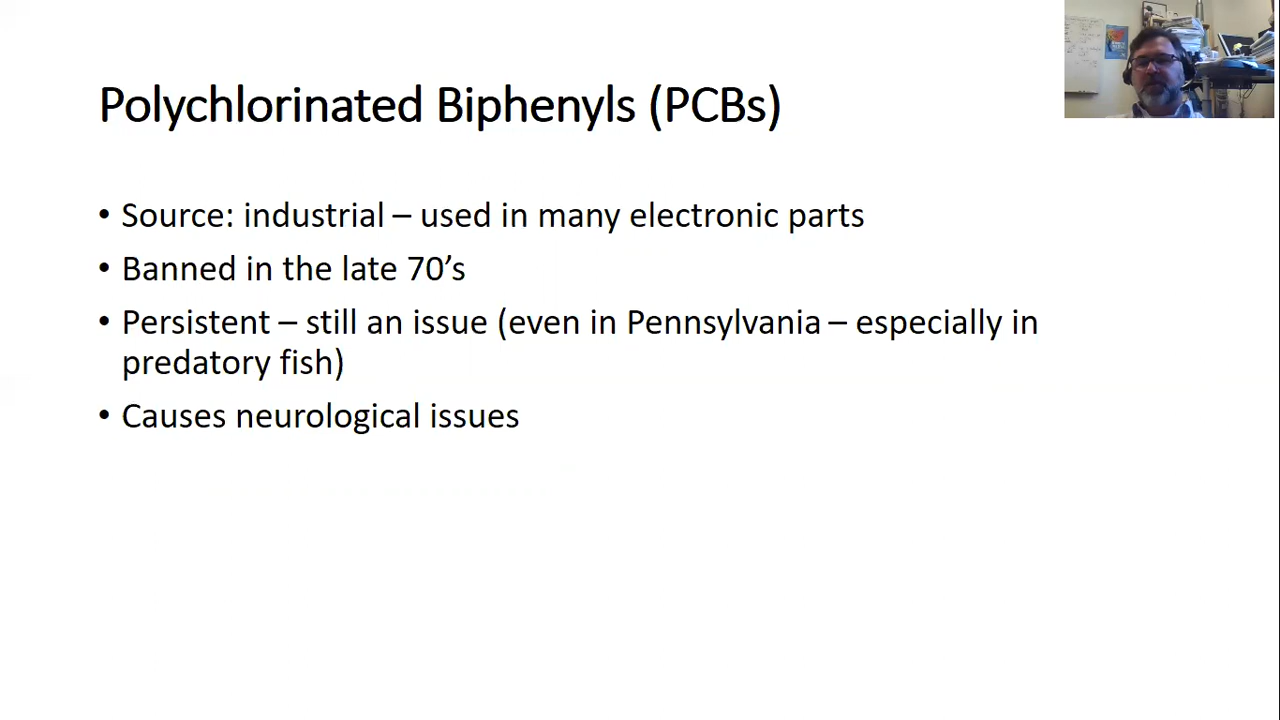 Polychlorinated Biphenyls (PCBs)
• Source: industrial – used in many electronic parts
• Banned in the late 70’s
• Persistent – still an issue (even in Pennsylvania – especially in
predatory fish)
• Causes neurological issues